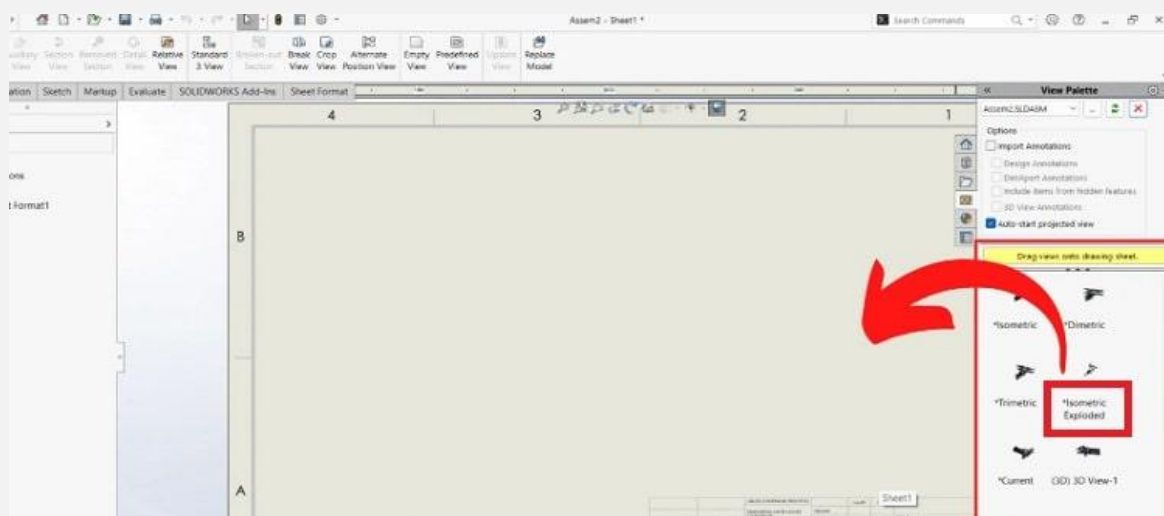 Assem2 - Sheet1 *
Search Commands
Relative View
Standard 3 View
Break View
Crop View
Alternate Position View
Empty View
Predefined View
Update View
Replace Model
Sketch
Markup
Evaluate
SOLIDWORKS Add-Ins
Sheet Format
View Palette
4
3
2
1
Assem2.SLDASM
Options
Import Annotations
Design Annotations
DimXpert Annotations
Include items from hidden features
3D View Annotations
Auto-start projected view
Format1
B
Drag views onto drawing sheet.
*Isometric
*Dimetric
*Trimetric
*Isometric
Exploded
*Current
(3D) 3D View-1
A
Sheet1